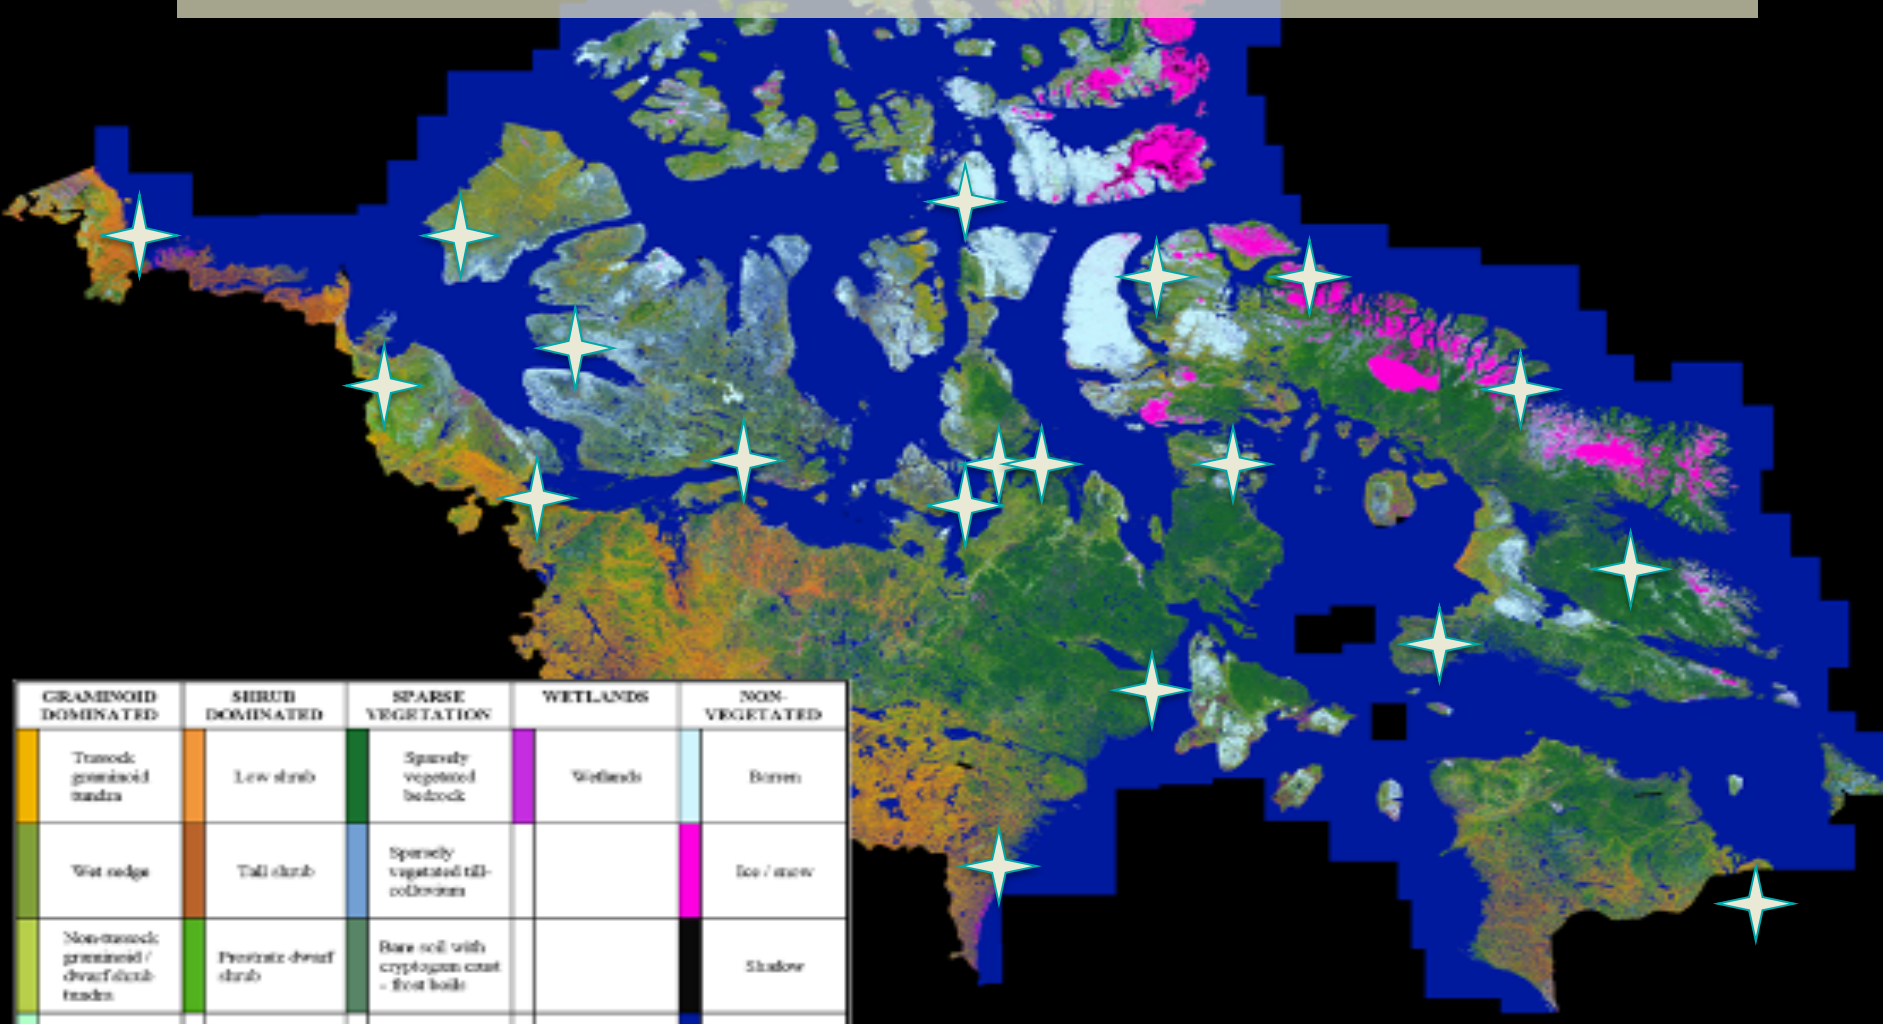 GRAMINOID
DOMINATED
SHRUB
DOMINATED
SPARSE
VEGETATION
WETLANDS
NON-
VEGETATED
Tussock
graminoid
tundra
Low shrub
Sparsely
vegetated
bedrock
Wetlands
Barren
Wet sedge
Tall shrub
Sparsely
vegetated till-
colluvium
Ice / snow
Non-tussock
graminoid /
dwarf shrub
tundra
Prostrate dwarf
shrub
Bare soil with
cryptogam crust
- frost boils
Shadow